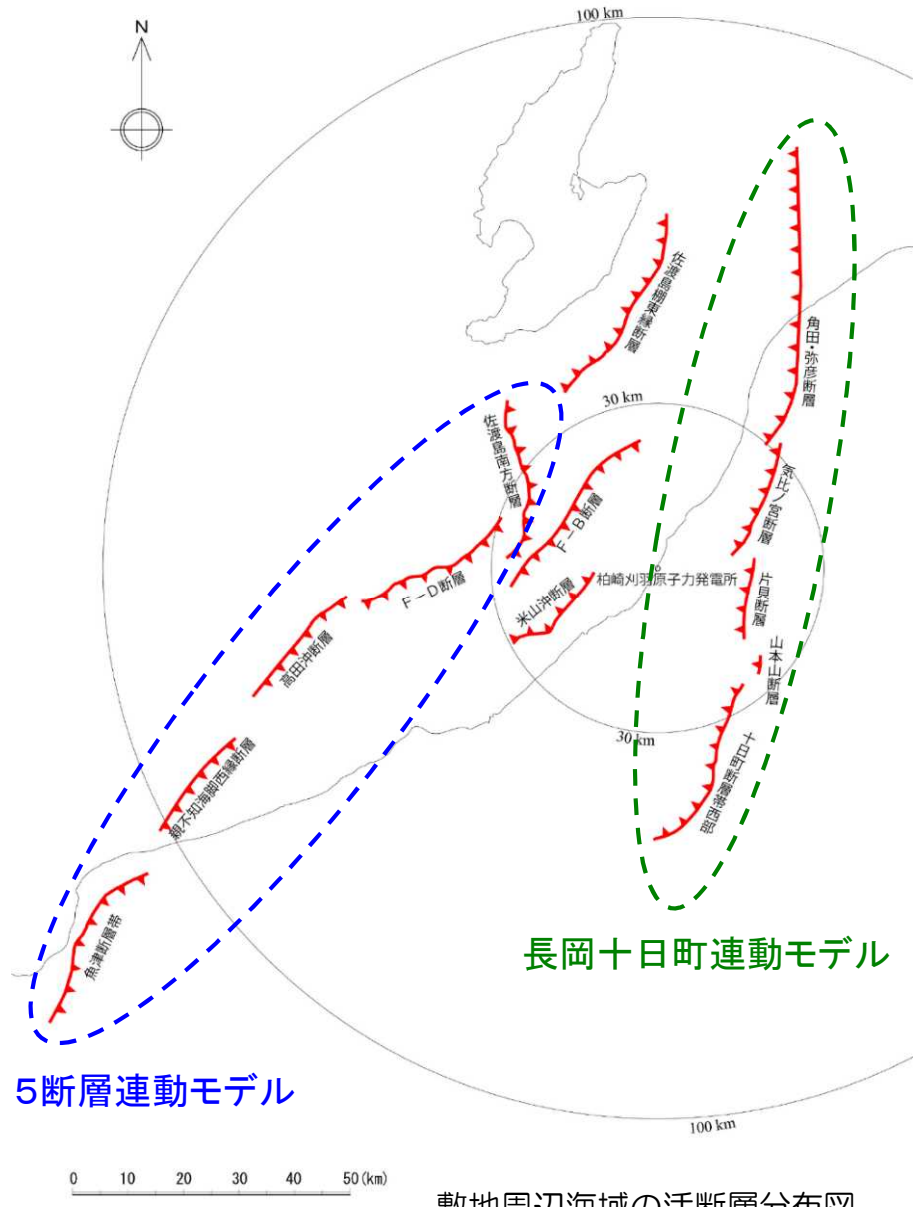 100 km
N
佐渡島棚東縁断層
角田・弥彦断層
30 km
佐渡島南方断層
F－B断層
気比ノ宮断層
F－D断層
米山沖断層
柏崎刈羽原子力発電所
片貝断層
高田沖断層
山本山断層
30 km
十日町断層帯西部
親不知海脚西縁断層
魚津断層帯
長岡十日町連動モデル
5断層連動モデル
100 km
0 10 20 30 40 50(km)
敷地周辺海域の活断層分布図